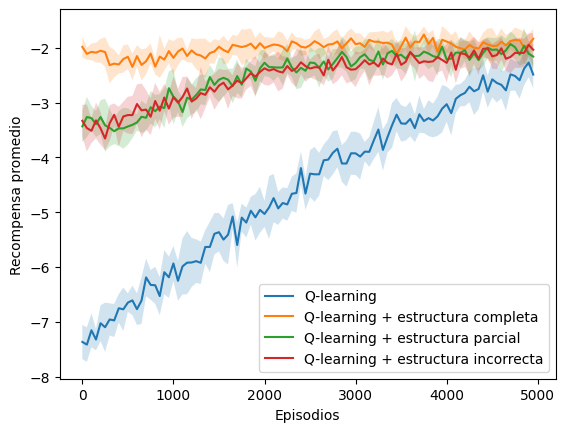 −2
−3
−4
−5
−6
−7
−8
Recompensa promedio
0
1000
2000
3000
4000
5000
Episodios
Q-learning
Q-learning + estructura completa
Q-learning + estructura parcial
Q-learning + estructura incorrecta